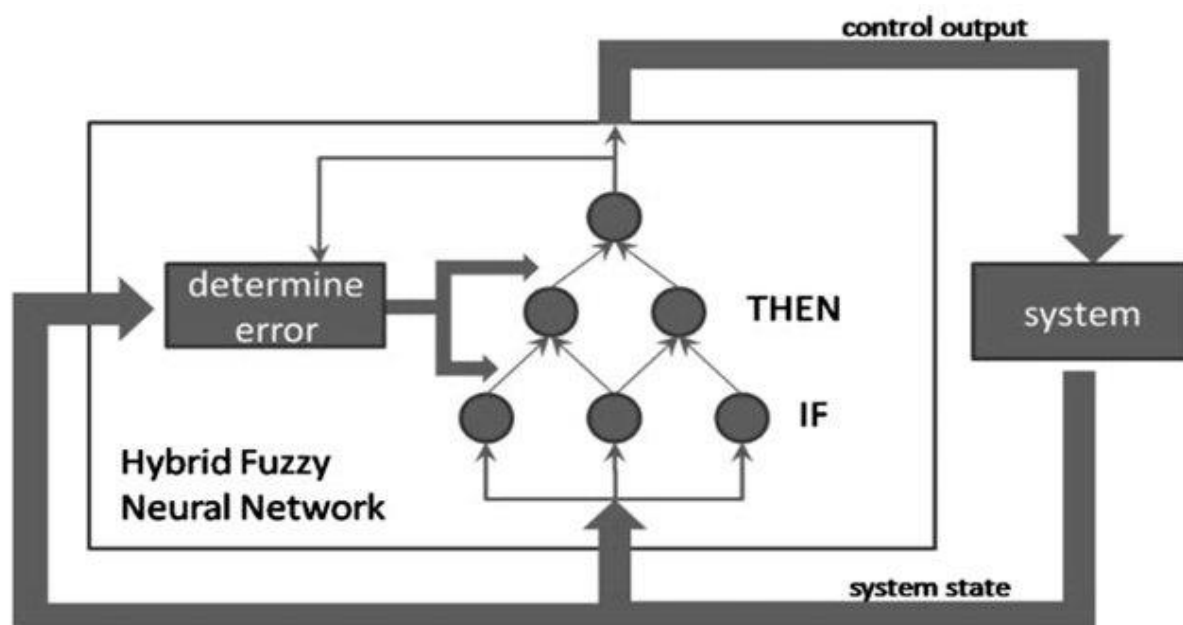 control output
determine
error
THEN
system
IF
Hybrid Fuzzy
Neural Network
system state